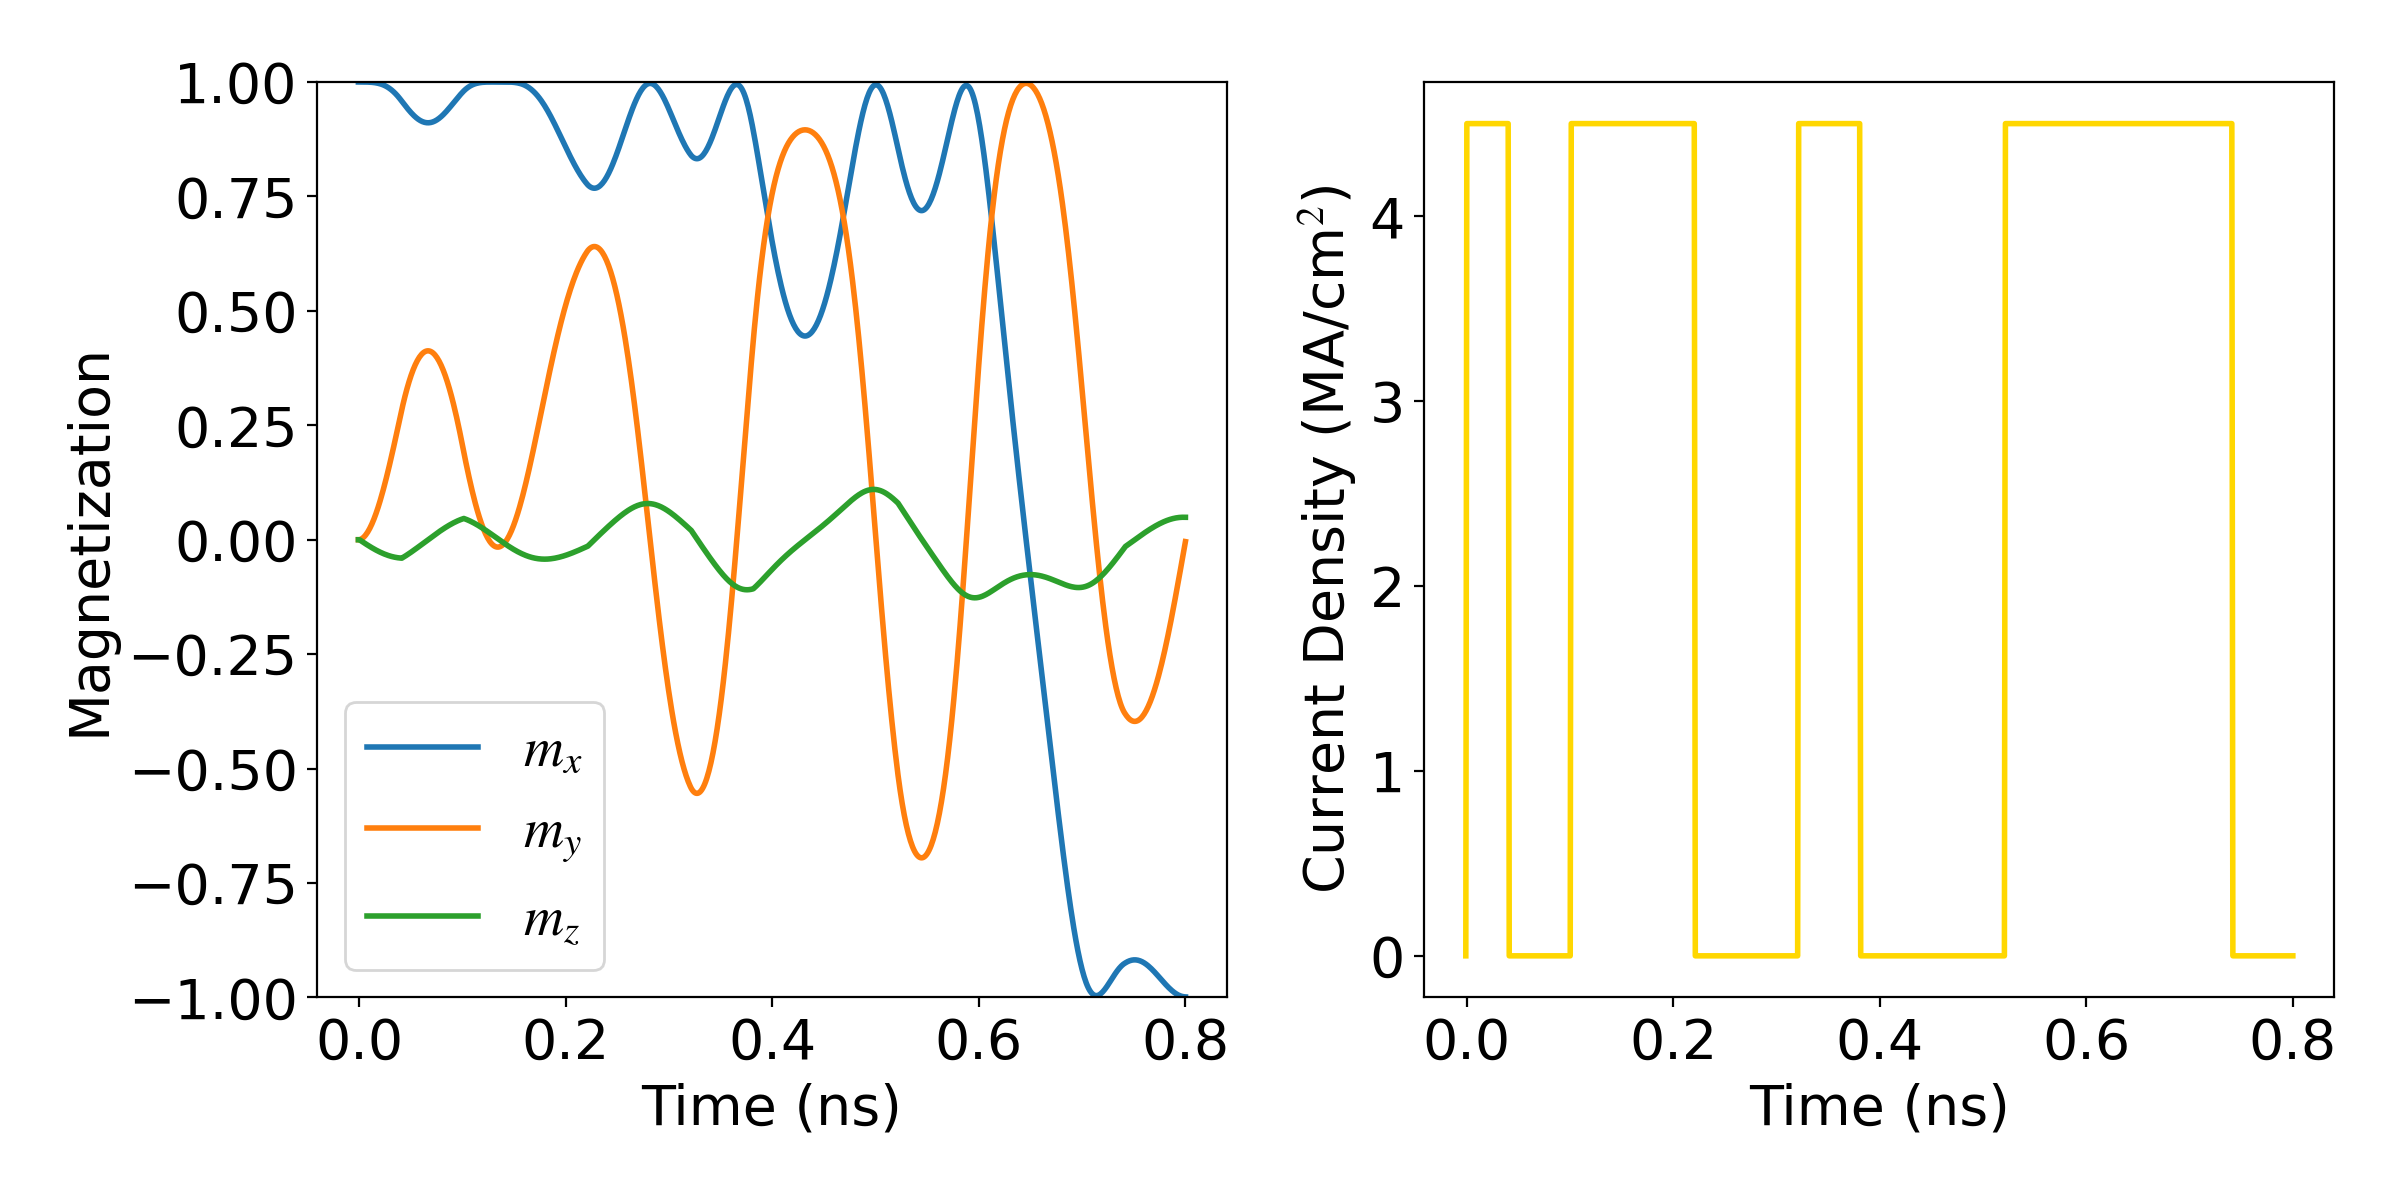 Magnetization
1.00
0.75
0.50
0.25
0.00
−0.25
−0.50
−0.75
−1.00
m_x
m_y
m_z
0.0 0.2 0.4 0.6 0.8
Time (ns)
Current Density (MA/cm²)
4
3
2
1
0
0.0 0.2 0.4 0.6 0.8
Time (ns)